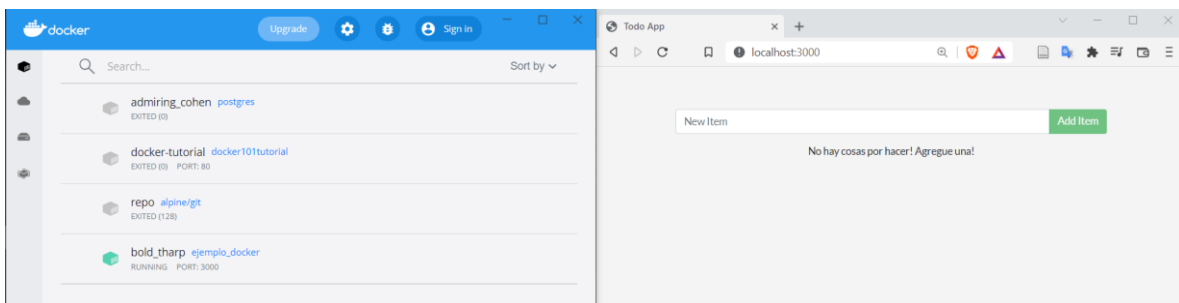 docker
Upgrade
Sign in
Search...
Sort by
admiring_cohen postgres
EXITED (0)
docker-tutorial docker101tutorial
EXITED (0) PORT: 80
repo alpine/git
EXITED (128)
bold_tharp ejemplo_docker
RUNNING PORT: 3000
Todo App
localhost:3000
New Item
Add Item
No hay cosas por hacer! Agregue una!